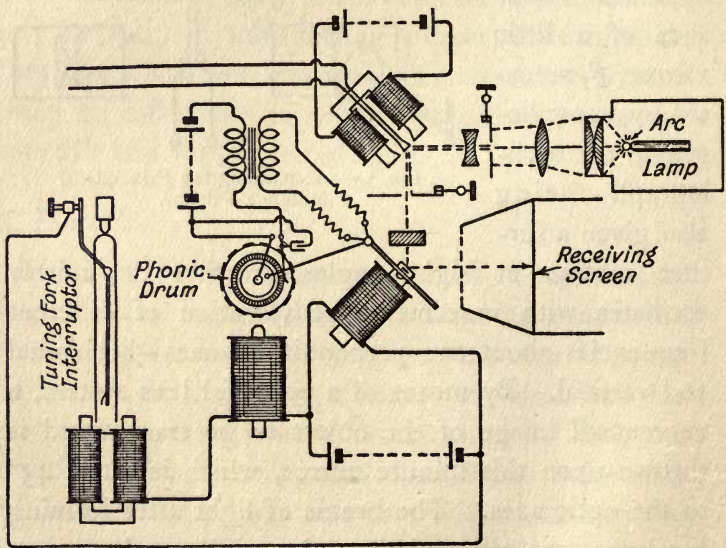 Arc
Lamp
Phonic
Drum
Receiving
Screen
Tuning Fork
Interruptor